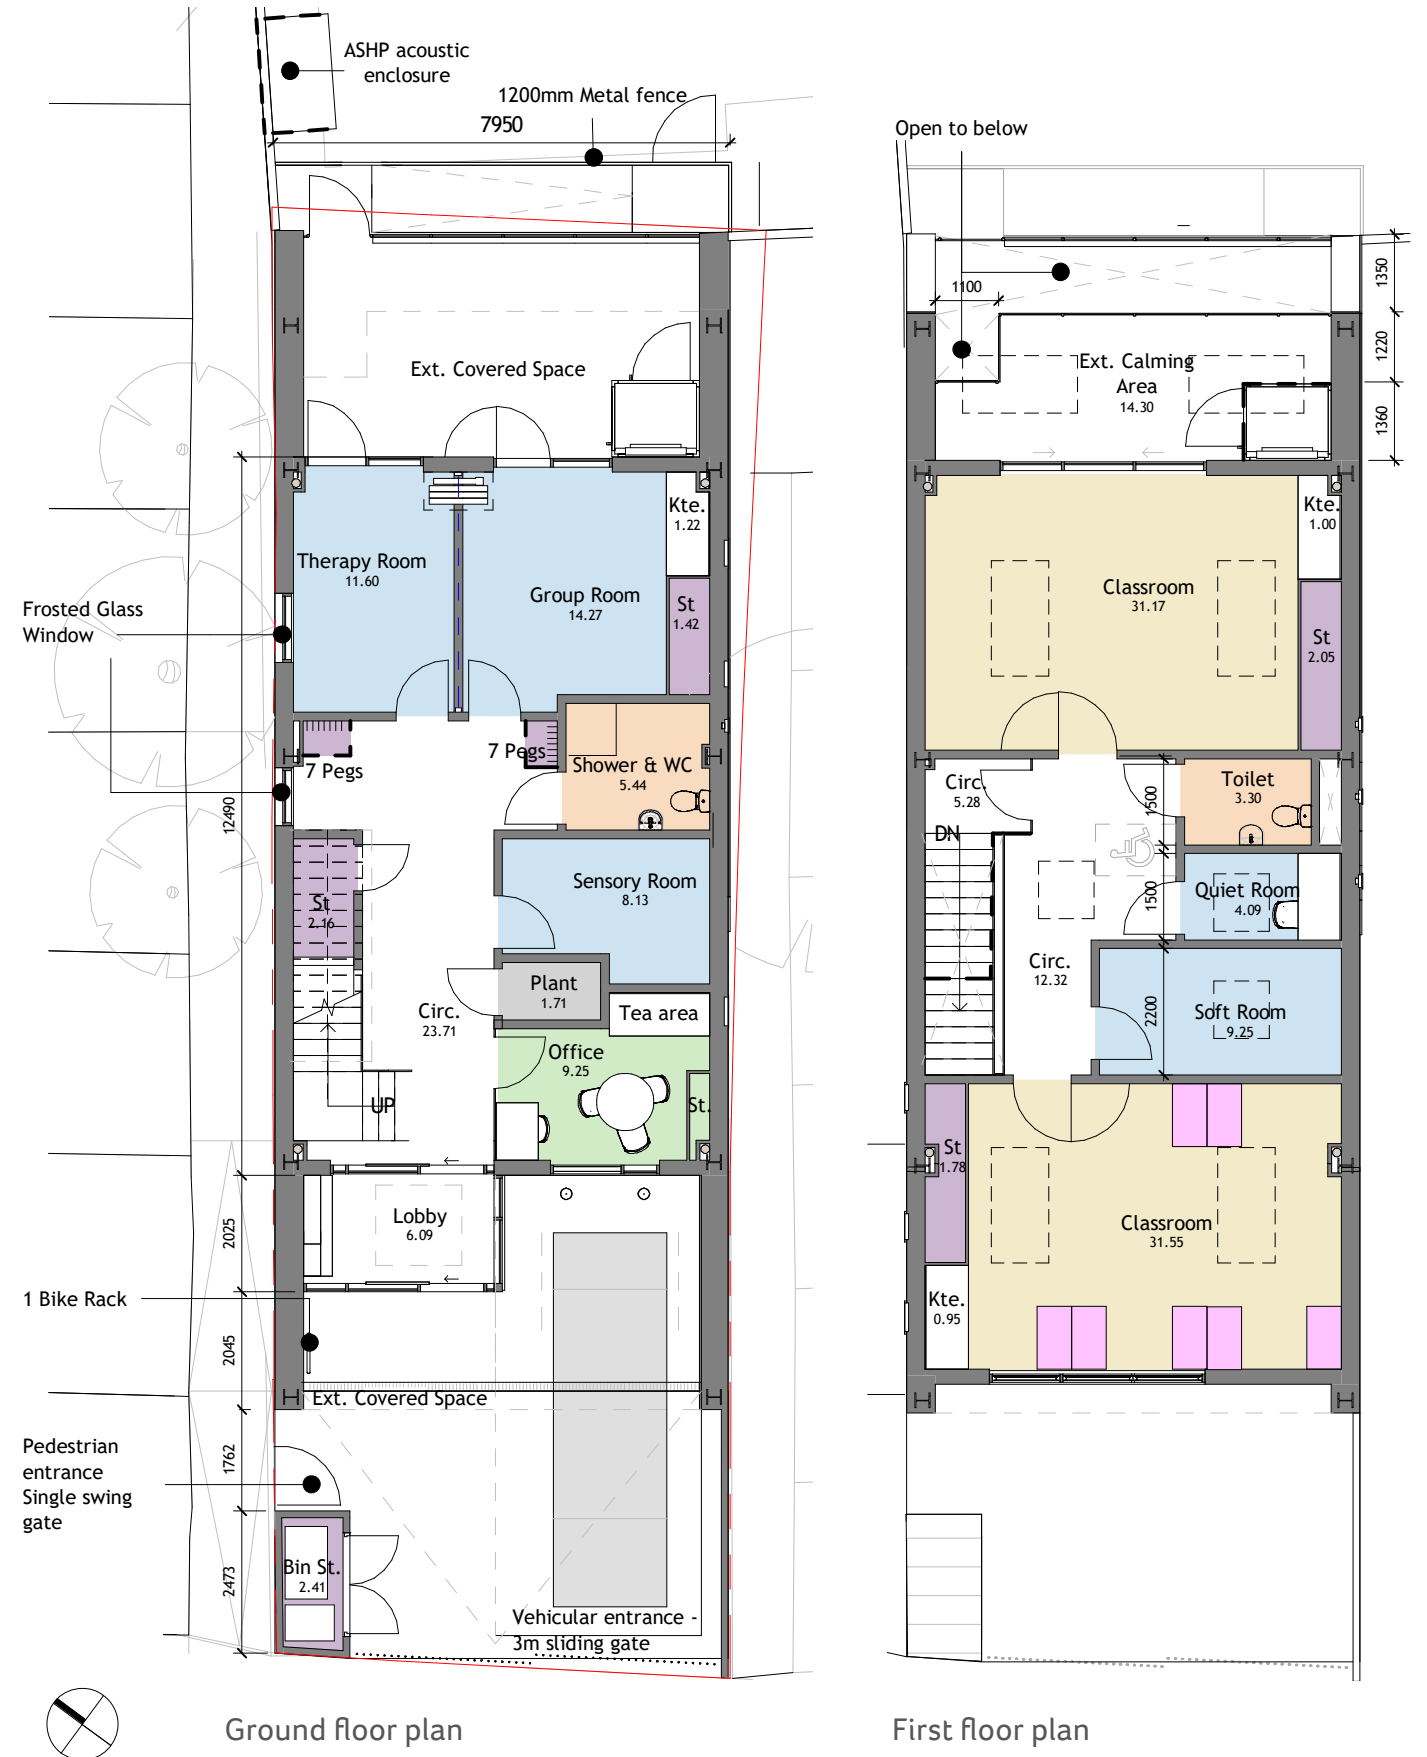 ASHP acoustic
enclosure
1200mm Metal fence
7950
Ext. Covered Space
Therapy Room
11.60
Group Room
14.27
Kte.
1.22
St
1.42
Frosted Glass
Window
7 Pegs
7 Pegs
Shower & WC
5.44
12490
St
2.16
Sensory Room
8.13
Plant
1.71
Tea area
Circ.
23.71
Office
9.25
St.
UP
Lobby
6.09
2025
1 Bike Rack
2045
Ext. Covered Space
Pedestrian
entrance
Single swing
gate
1762
Bin St.
2.41
2473
Vehicular entrance -
3m sliding gate
Ground floor plan
Open to below
1100
1350
1220
1360
Ext. Calming
Area
14.30
Kte.
1.00
Classroom
31.17
St
2.05
Circ.
5.28
DN
1500
Toilet
3.30
1500
Quiet Room
4.09
Circ.
12.32
2200
Soft Room
9.25
St
1.78
Classroom
31.55
Kte.
0.95
First floor plan